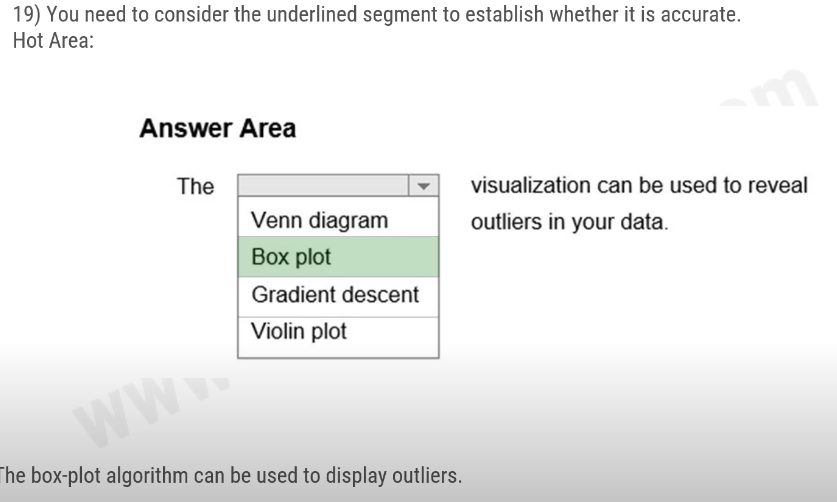 19) You need to consider the underlined segment to establish whether it is accurate.
Hot Area:
om
Answer Area
The
visualization can be used to reveal
outliers in your data.
Venn diagram
Box plot
Gradient descent
Violin plot
www.
The box-plot algorithm can be used to display outliers.